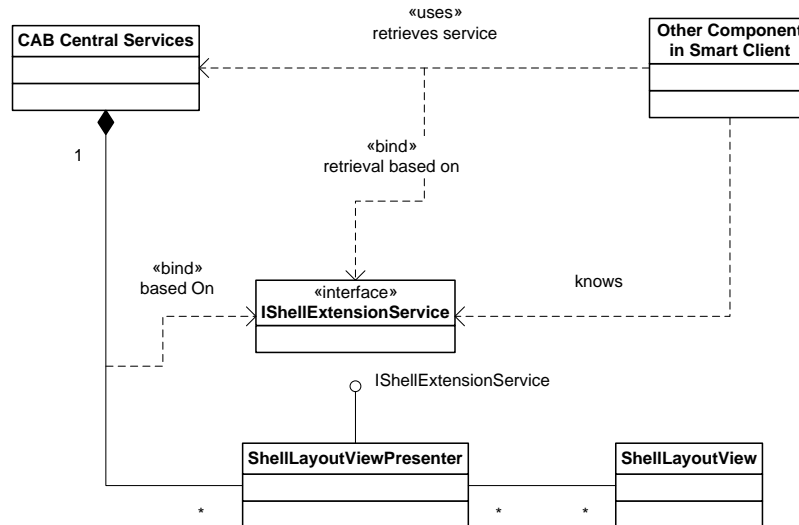 «uses»
retrieves service
CAB Central Services
Other Component
in Smart Client
1
«bind»
retrieval based on
«bind»
based On
«interface»
IShellExtensionService
knows
IShellExtensionService
ShellLayoutViewPresenter
ShellLayoutView
*
*
*